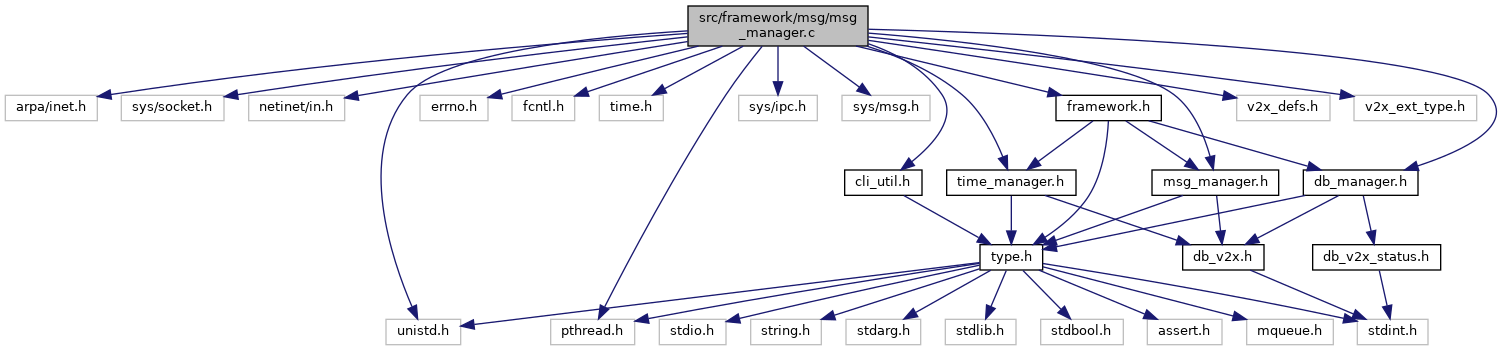 src/framework/msg/msg
_manager.c
arpa/inet.h
sys/socket.h
netinet/in.h
errno.h
fcntl.h
time.h
sys/ipc.h
sys/msg.h
framework.h
v2x_defs.h
v2x_ext_type.h
cli_util.h
time_manager.h
msg_manager.h
db_manager.h
type.h
db_v2x.h
db_v2x_status.h
unistd.h
pthread.h
stdio.h
string.h
stdarg.h
stdlib.h
stdbool.h
assert.h
mqueue.h
stdint.h